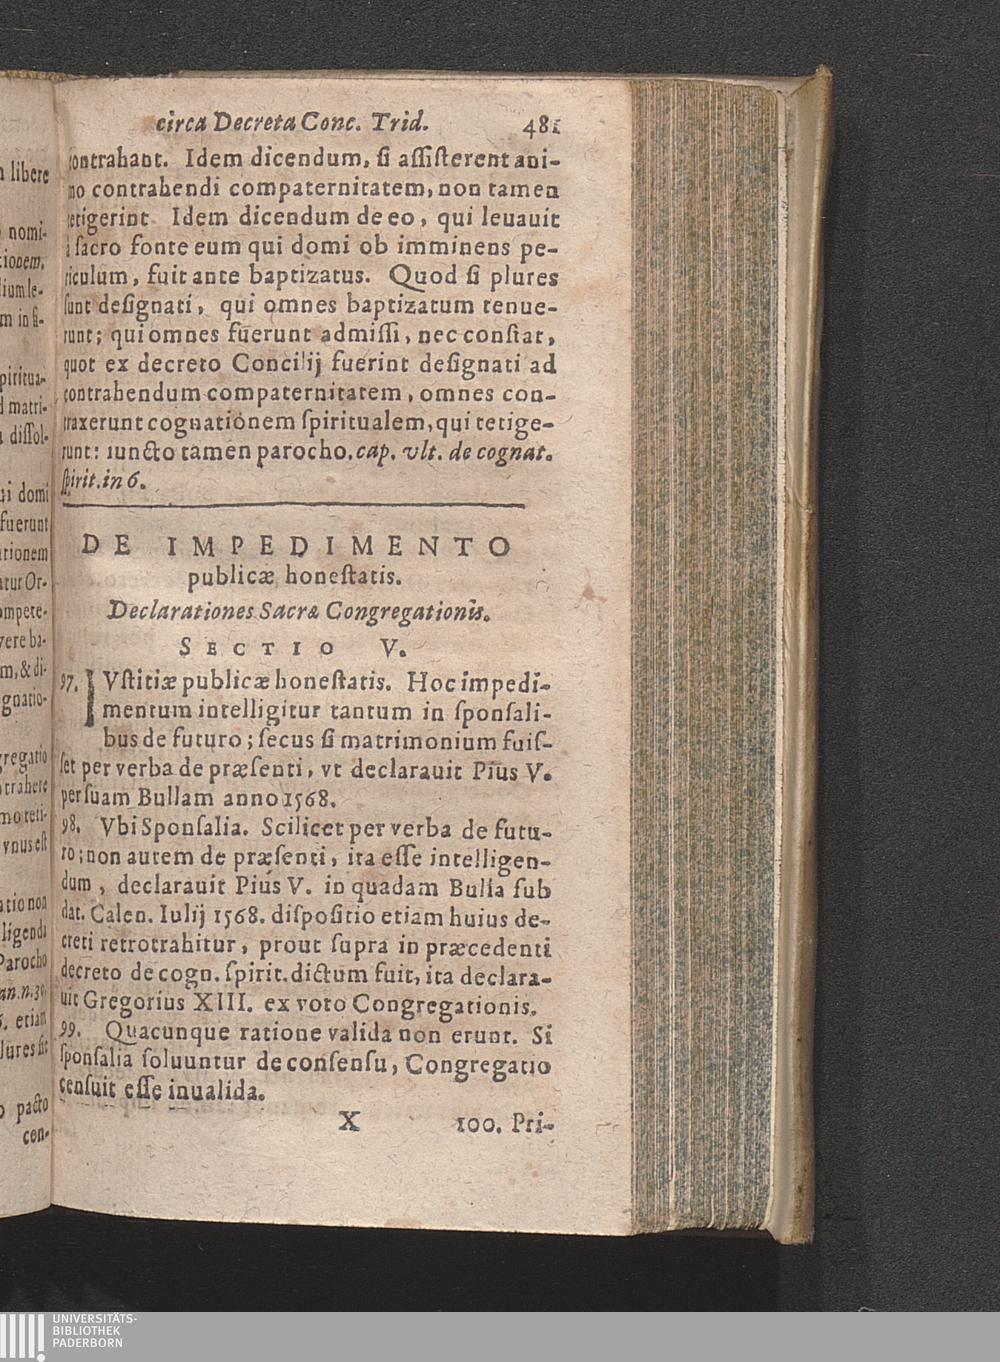 circa Decreta Conc. Trid. 481
contrahant. Idem dicendum, si assisterent ani-
mo contrahendi compaternitatem, non tamen
tetigerint. Idem dicendum de eo, qui leuauit
è sacro fonte eum qui domi ob imminens pe-
riculum, fuit ante baptizatus. Quod si plures
sunt designati, qui omnes baptizatum tenue-
runt; qui omnes fuerunt admissi, nec constat,
quot ex decreto Concilij fuerint designati ad
contrahendum compaternitatem, omnes con-
traxerunt cognationem spiritualem, qui tetige-
runt: iuncto tamen parocho. cap. vlt. de cognat.
spirit. in 6.
DE IMPEDIMENTO
publicæ honestatis.
Declarationes Sacræ Congregationis.
SECTIO V.
97. IVstitiæ publicæ honestatis. Hoc impedi-
mentum intelligitur tantum in sponsali-
bus de futuro; secus si matrimonium fuis-
set per verba de præsenti, vt declarauit Pius V.
per suam Bullam anno 1568.
98. Vbi Sponsalia. Scilicet per verba de futu-
ro; non autem de præsenti, ita esse intelligen-
dum, declarauit Pius V. in quadam Bulla sub
dat. Calen. Iulij 1568. dispositio etiam huius de-
creti retrotrahitur, prout supra in præcedenti
decreto de cogn. spirit. dictum fuit, ita declara-
uit Gregorius XIII. ex voto Congregationis.
99. Quacunque ratione valida non erunt. Si
sponsalia soluuntur de consensu, Congregatio
censuit esse inualida.
X 100. Pri-
UNIVERSITÄTS-
BIBLIOTHEK
PADERBORN